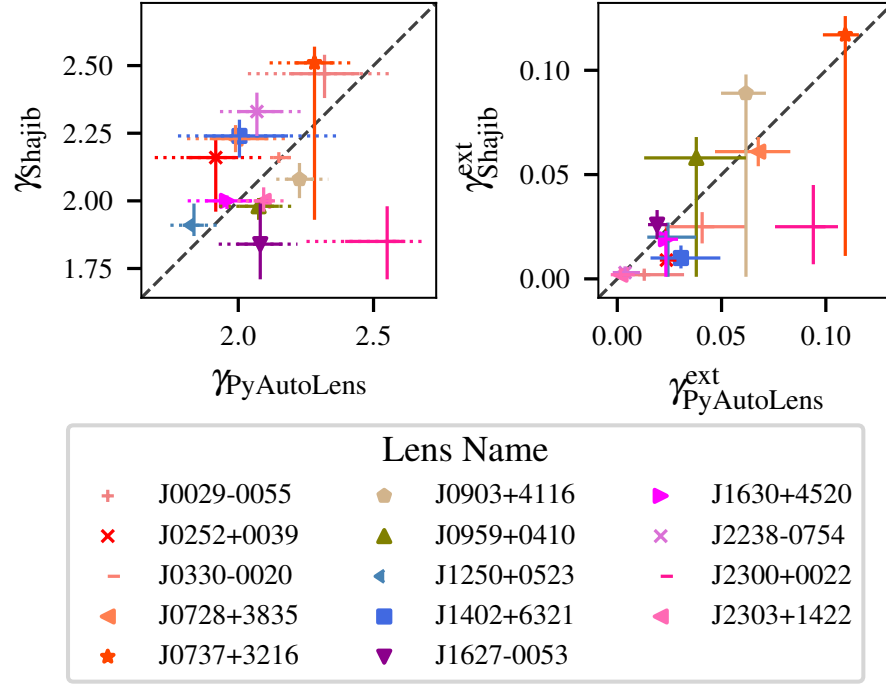 2.50
2.25
2.00
1.75
γShajib
2.0
2.5
γPyAutoLens
0.10
0.05
0.00
γextShajib
0.00
0.05
0.10
γextPyAutoLens
Lens Name
J0029-0055
J0252+0039
J0330-0020
J0728+3835
J0737+3216
J0903+4116
J0959+0410
J1250+0523
J1402+6321
J1627-0053
J1630+4520
J2238-0754
J2300+0022
J2303+1422